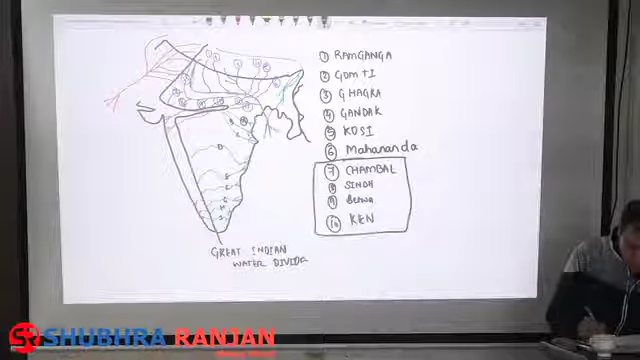 ① RAMGANGA
② GOMTI
③ GHAGRA
④ GANDAK
⑤ KOSI
⑥ Mahananda
⑦ CHAMBAL
⑧ SINDH
⑨ Betwa
⑩ KEN
GREAT INDIAN
WATER DIVIDE
SHUBHRA RANJAN